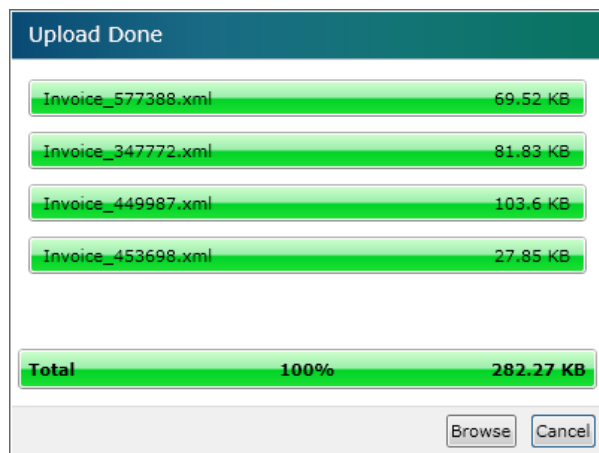 Upload Done
Invoice_577388.xml 69.52 KB
Invoice_347772.xml 81.83 KB
Invoice_449987.xml 103.6 KB
Invoice_453698.xml 27.85 KB
Total 100% 282.27 KB
Browse Cancel